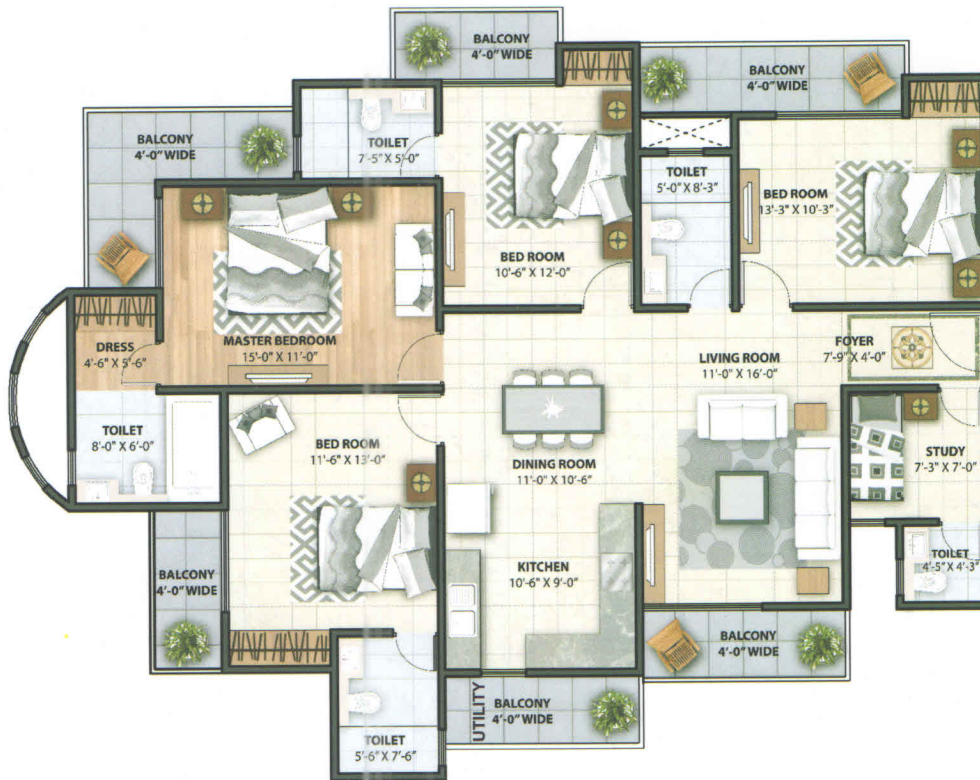 BALCONY
4'-0" WIDE
BALCONY
4'-0" WIDE
BALCONY
4'-0" WIDE
TOILET
7'-5" X 5'-0"
TOILET
5'-0" X 8'-3"
BED ROOM
13'-3" X 10'-3"
BED ROOM
10'-6" X 12'-0"
DRESS
4'-6" X 5'-6"
MASTER BEDROOM
15'-0" X 11'-0"
LIVING ROOM
11'-0" X 16'-0"
FOYER
7'-9" X 4'-0"
TOILET
8'-0" X 6'-0"
BED ROOM
11'-6" X 13'-0"
DINING ROOM
11'-0" X 10'-6"
STUDY
7'-3" X 7'-0"
BALCONY
4'-0" WIDE
KITCHEN
10'-6" X 9'-0"
TOILET
4'-5" X 4'-3"
BALCONY
4'-0" WIDE
UTILITY
BALCONY
4'-0" WIDE
TOILET
5'-6" X 7'-6"